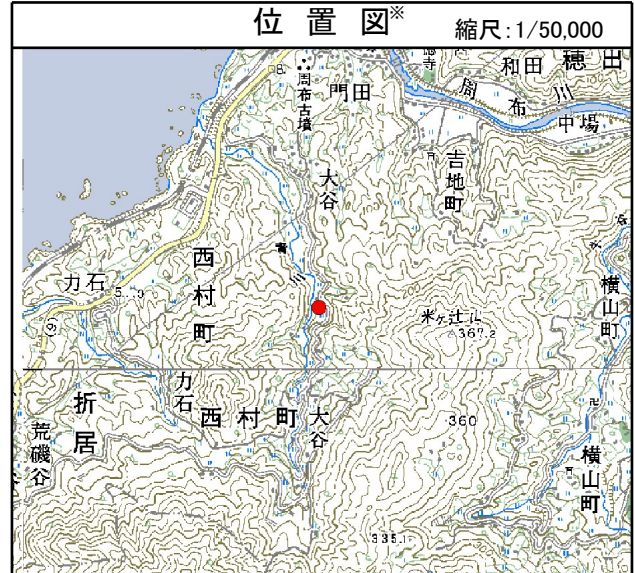 位置図※
縮尺:1/50,000
和田
穂出
周布古墳
門田
周布川
中場
大谷
吉地町
青
川
西村町
力石
横山町
米ヶ辻山
367.2
力石
折居
西村町
大谷
360
荒磯谷
横山町
335.1